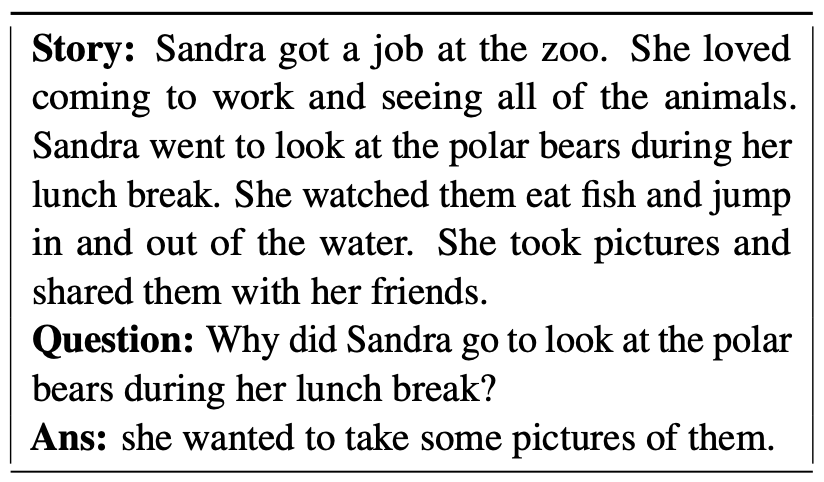 Story: Sandra got a job at the zoo. She loved
coming to work and seeing all of the animals.
Sandra went to look at the polar bears during her
lunch break. She watched them eat fish and jump
in and out of the water. She took pictures and
shared them with her friends.
Question: Why did Sandra go to look at the polar
bears during her lunch break?
Ans: she wanted to take some pictures of them.